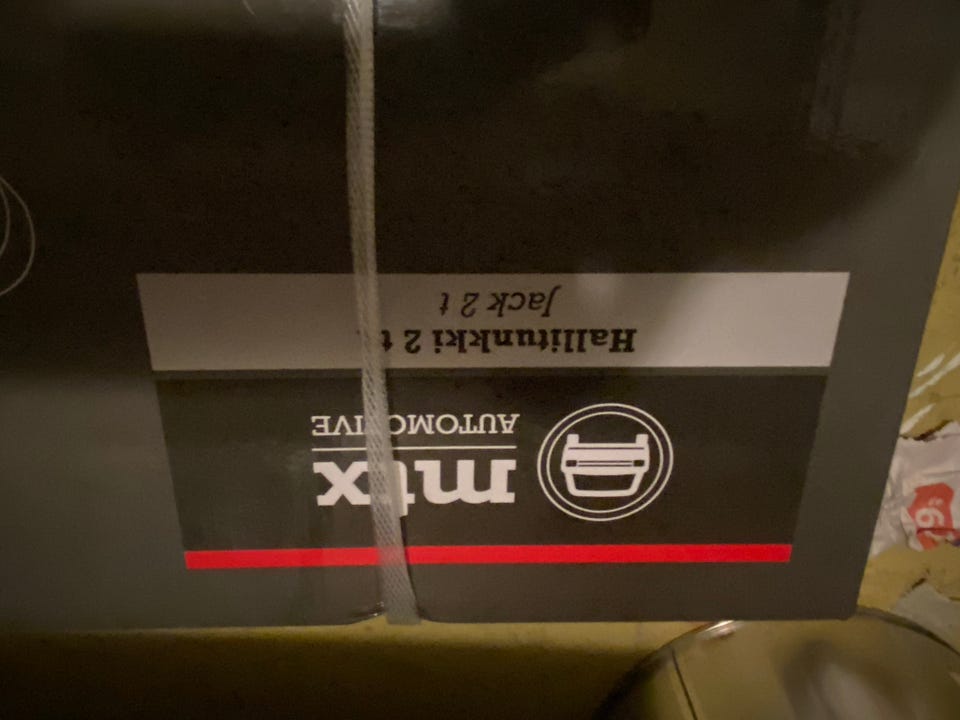 mtx
AUTOMOTIVE
Hallitunkki 2 t
Jack 2 t